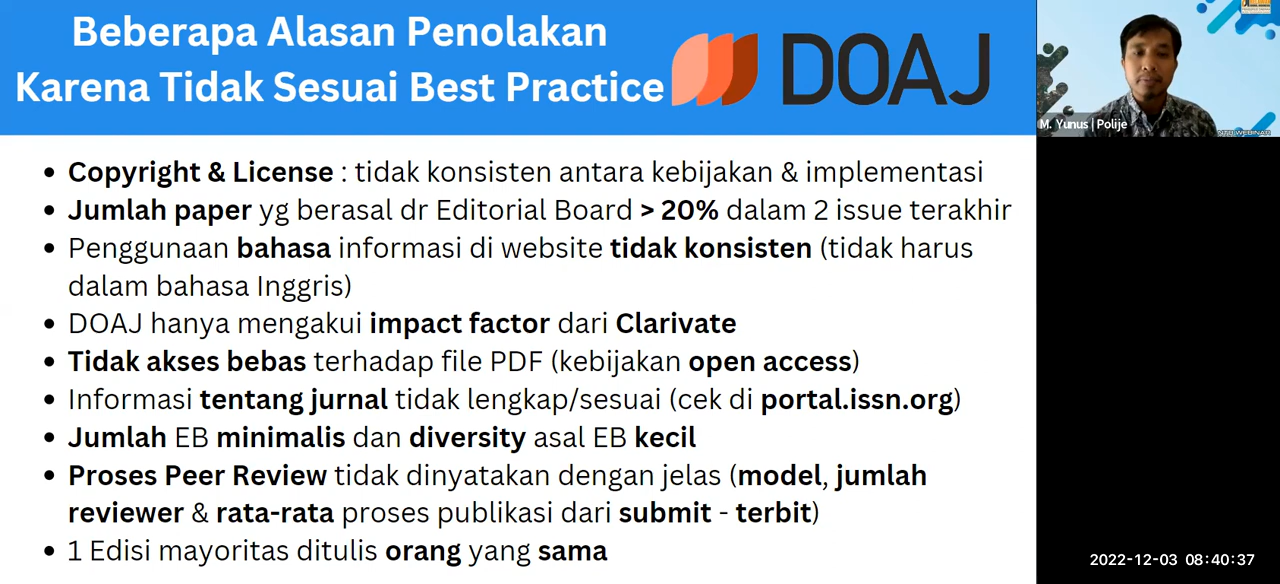 Beberapa Alasan Penolakan
Karena Tidak Sesuai Best Practice
DOAJ
M. Yunus | Polije
NTB WEBINAR
• Copyright & License : tidak konsisten antara kebijakan & implementasi
• Jumlah paper yg berasal dr Editorial Board > 20% dalam 2 issue terakhir
• Penggunaan bahasa informasi di website tidak konsisten (tidak harus
dalam bahasa Inggris)
• DOAJ hanya mengakui impact factor dari Clarivate
• Tidak akses bebas terhadap file PDF (kebijakan open access)
• Informasi tentang jurnal tidak lengkap/sesuai (cek di portal.issn.org)
• Jumlah EB minimalis dan diversity asal EB kecil
• Proses Peer Review tidak dinyatakan dengan jelas (model, jumlah
reviewer & rata-rata proses publikasi dari submit - terbit)
• 1 Edisi mayoritas ditulis orang yang sama
2022-12-03 08:40:37